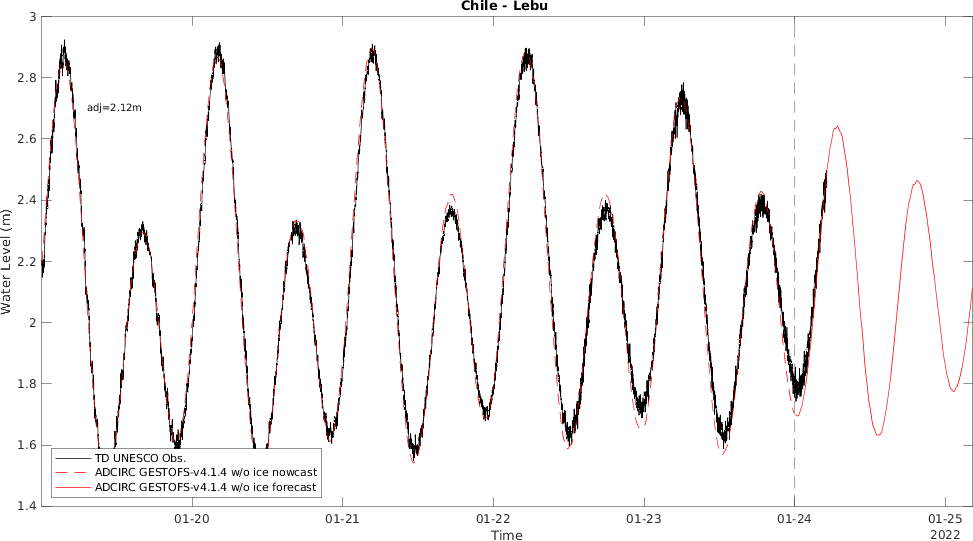 Chile - Lebu
3
2.8
2.6
2.4
2.2
2
1.8
1.6
1.4
Water Level (m)
adj=2.12m
TD UNESCO Obs.
ADCIRC GESTOFS-v4.1.4 w/o ice nowcast
ADCIRC GESTOFS-v4.1.4 w/o ice forecast
01-20
01-21
01-22
01-23
01-24
01-25
Time
2022